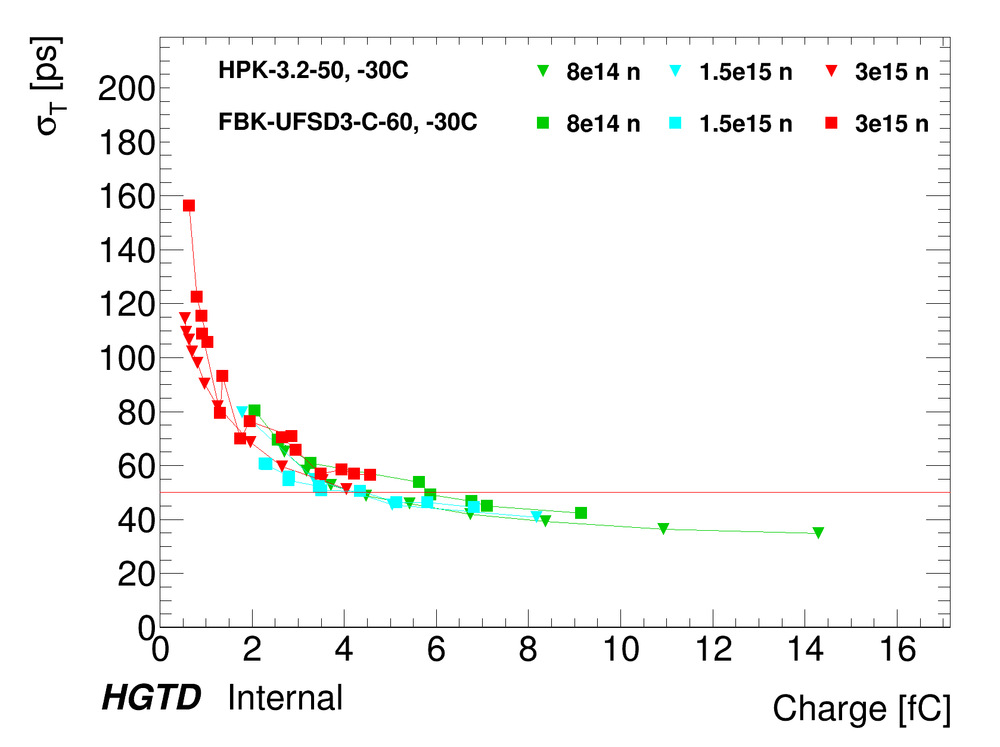 σT [ps]
HPK-3.2-50, -30C 8e14 n 1.5e15 n 3e15 n
FBK-UFSD3-C-60, -30C 8e14 n 1.5e15 n 3e15 n
200
180
160
140
120
100
80
60
40
20
0
0 2 4 6 8 10 12 14 16
HGTD Internal
Charge [fC]